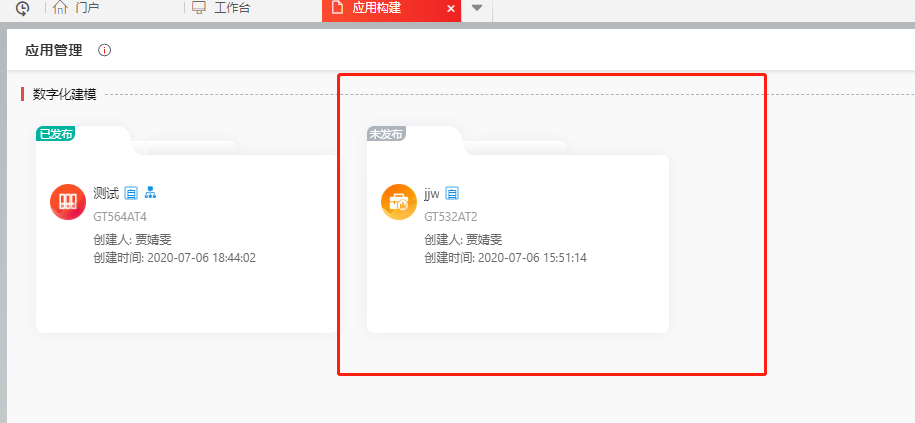 门户 工作台 应用构建
应用管理
数字化建模
已发布
测试
GT564AT4
创建人: 贾婧雯
创建时间: 2020-07-06 18:44:02
未发布
jjw
GT532AT2
创建人: 贾婧雯
创建时间: 2020-07-06 15:51:14